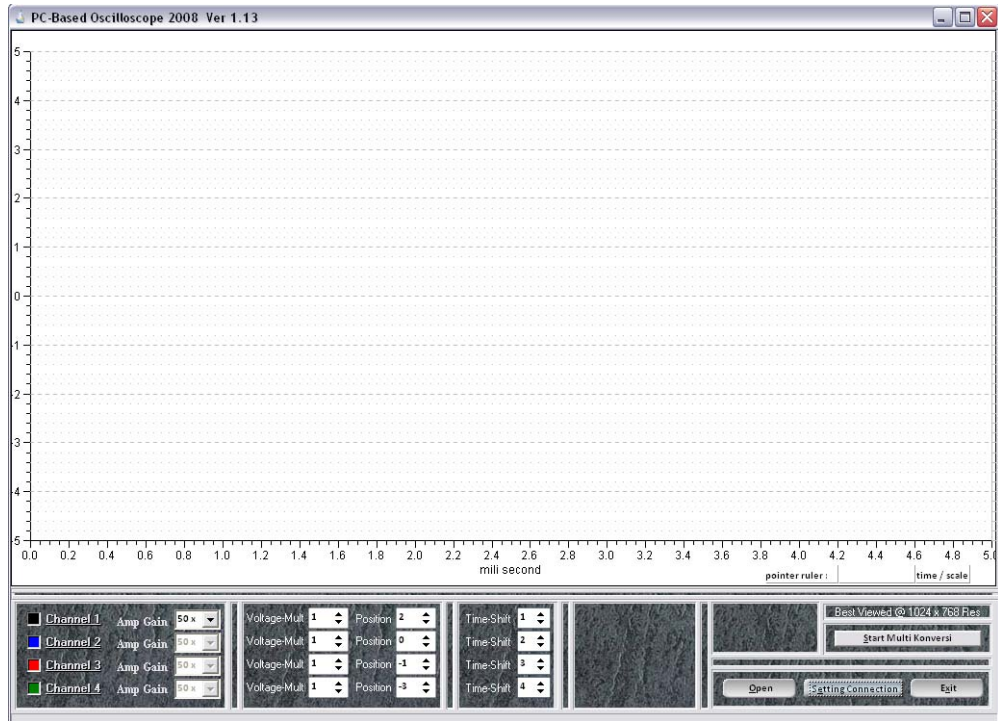 PC-Based Oscilloscope 2008 Ver 1.13
5
4
3
2
1
0
-1
-2
-3
-4
-5
0.0 0.2 0.4 0.6 0.8 1.0 1.2 1.4 1.6 1.8 2.0 2.2 2.4 2.6 2.8 3.0 3.2 3.4 3.6 3.8 4.0 4.2 4.4 4.6 4.8 5.0
mili second
pointer ruler : time / scale
Channel 1 Amp Gain 50 x Voltage-Mult 1 Position 2 Time-Shift 1 Best Viewed @ 1024 x 768 Res
Channel 2 Amp Gain 50 x Voltage-Mult 1 Position 0 Time-Shift 2 Start Multi Konversi
Channel 3 Amp Gain 50 x Voltage-Mult 1 Position -1 Time-Shift 3
Channel 4 Amp Gain 50 x Voltage-Mult 1 Position -3 Time-Shift 4 Open Setting Connection Exit